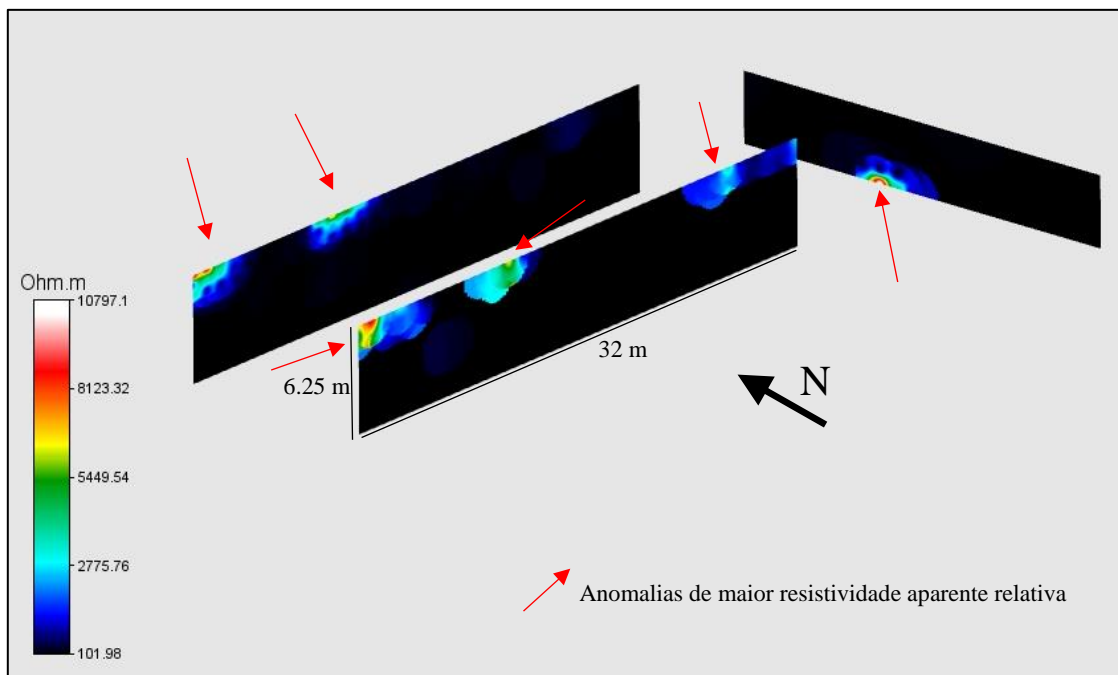 Ohm.m
10797.1
8123.32
5449.54
2775.76
101.98
6.25 m
32 m
N
Anomalias de maior resistividade aparente relativa